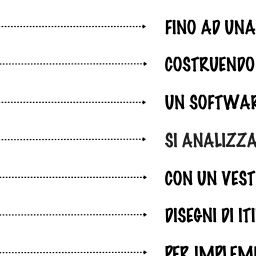 FINO AD UNA
COSTRUENDO
UN SOFTWAR
SI ANALIZZA
CON UN VEST
DISEGNI DI ITI
PER IMPLEM